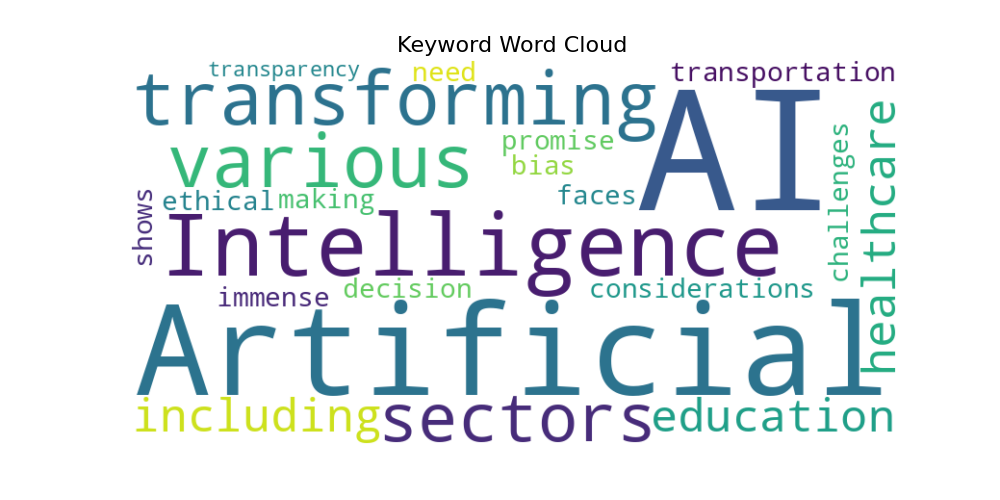 Keyword Word Cloud
transparency
need
transportation
transforming
AI
various
promise
bias
challenges
healthcare
shows
ethical
making
faces
Intelligence
immense
decision
considerations
Artificial
including
sectors
education